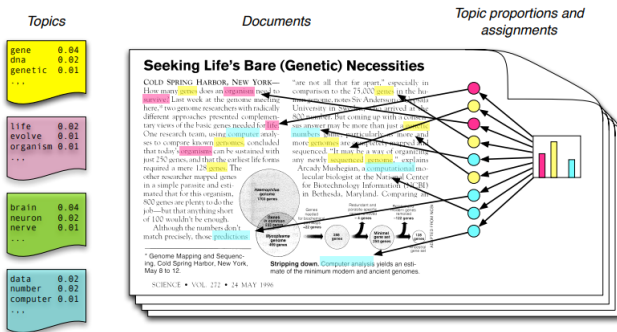 Topics
Documents
Topic proportions and
assignments
gene 0.04
dna 0.02
genetic 0.01
...
life 0.02
evolve 0.01
organism 0.01
...
brain 0.04
neuron 0.02
nerve 0.01
...
data 0.02
number 0.02
computer 0.01
...
Seeking Life's Bare (Genetic) Necessities
COLD SPRING HARBOR, NEW YORK—
How many genes does an organism need to
survive? Last week at the genome meeting
here,* two genome researchers with radically
different approaches presented complemen-
tary views of the basic genes needed for life.
One research team, using computer analy-
ses to compare known genomes, concluded
that today's organisms can be sustained with
just 250 genes, and that the earliest life forms
required a mere 128 genes. The
other researcher mapped genes
in a simple parasite and esti-
mated that for this organism,
800 genes are plenty to do the
job—but that anything short
of 100 wouldn't be enough.
Although the numbers don't
match precisely, those predictions
* Genome Mapping and Sequenc-
ing, Cold Spring Harbor, New York,
May 8 to 12.
"are not all that far apart," especially in
comparison to the 75,000 genes in the hu-
man genome, notes Siv Andersson
University in Swe who arrived at the
800 number. But coming up with a consen-
sus answer may be more than just a
numbers particularly as more and
more genomes are completely mapped and
sequenced. "It may be a way of organizing
any newly sequenced genome," explains
Arcady Mushegian, a computational mo-
lecular biologist at the National Center
for Biotechnology Information (NCBI)
in Bethesda, Maryland. Comparing an
Haemophilus
genome
1703 genes
Genes
in common
233 genes
Mycoplasma
genome
469 genes
Stripping down. Computer analysis yields an esti-
mate of the minimum modern and ancient genomes.
SCIENCE • VOL. 272 • 24 MAY 1996